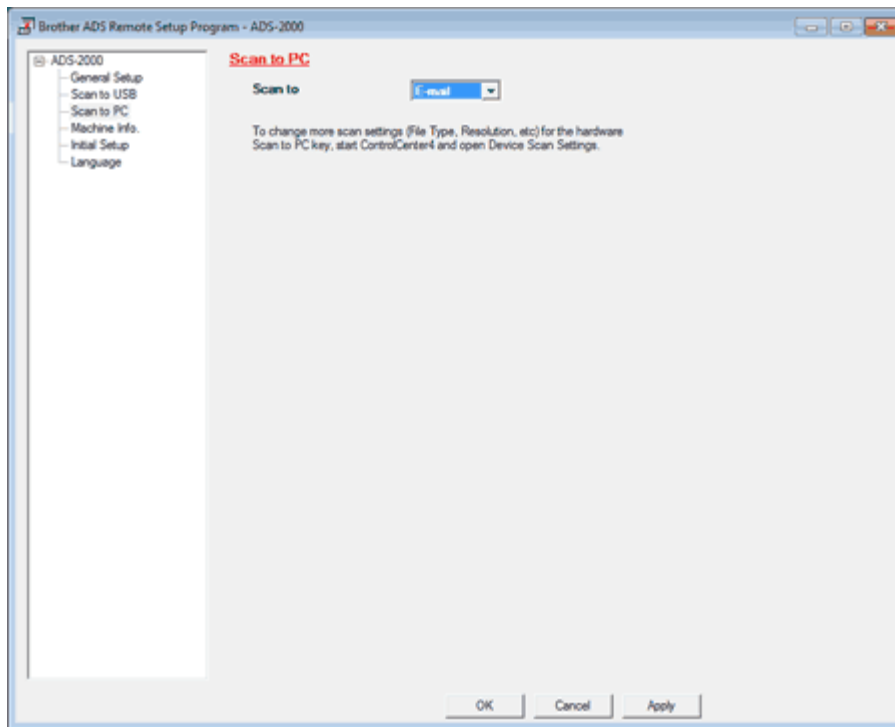 Brother ADS Remote Setup Program - ADS-2000
ADS-2000
General Setup
Scan to USB
Scan to PC
Machine Info.
Initial Setup
Language
Scan to PC
Scan to
E-mail
To change more scan settings (File Type, Resolution, etc) for the hardware
Scan to PC key, start ControlCenter4 and open Device Scan Settings.
OK
Cancel
Apply